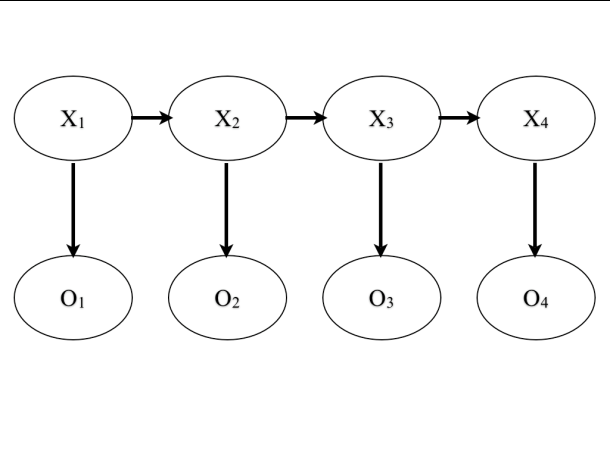 X₁ X₂ X₃ X₄
O₁ O₂ O₃ O₄